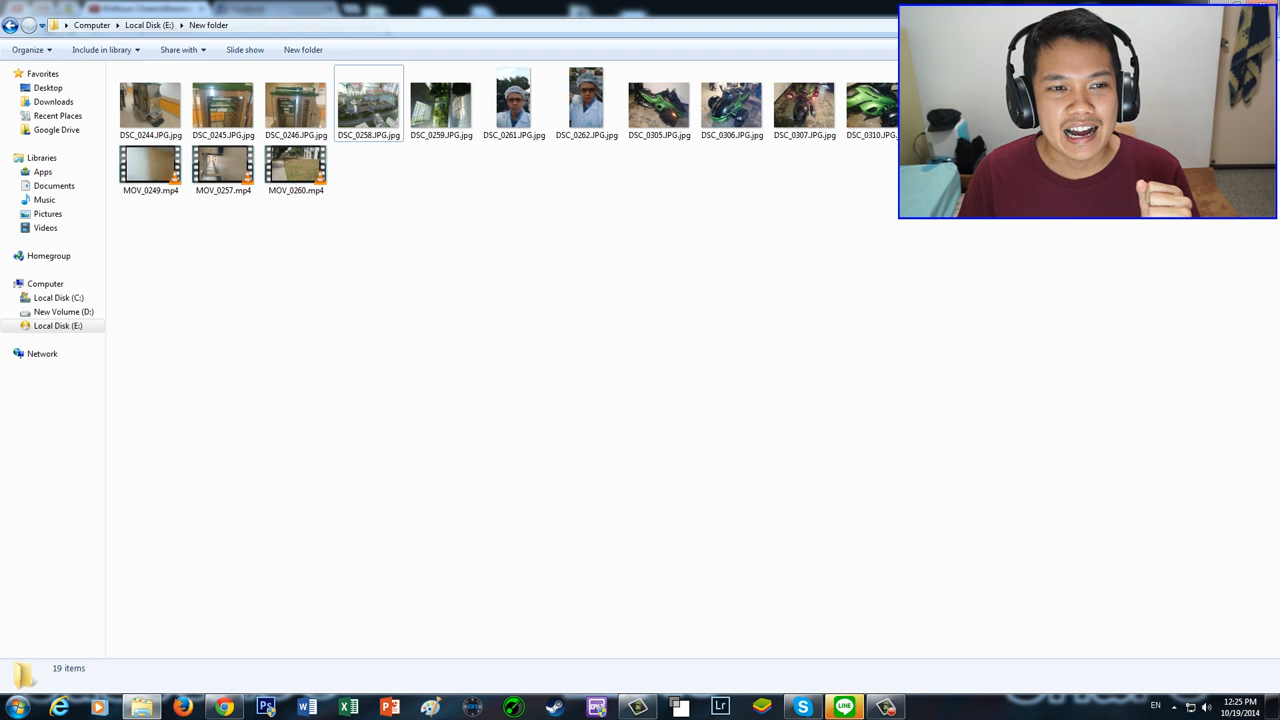 Computer Local Disk (E:) New folder
Organize Include in library Share with Slide show New folder
Favorites
Desktop
Downloads
Recent Places
Google Drive
Libraries
Apps
Documents
Music
Pictures
Videos
Homegroup
Computer
Local Disk (C:)
New Volume (D:)
Local Disk (E:)
Network
DSC_0244.JPG.jpg DSC_0245.JPG.jpg DSC_0246.JPG.jpg DSC_0258.JPG.jpg DSC_0259.JPG.jpg DSC_0261.JPG.jpg DSC_0262.JPG.jpg DSC_0305.JPG.jpg DSC_0306.JPG.jpg DSC_0307.JPG.jpg DSC_0310.JPG.
MOV_0249.mp4 MOV_0257.mp4 MOV_0260.mp4
19 items
EN
12:25 PM
10/19/2014
Lr
LINE